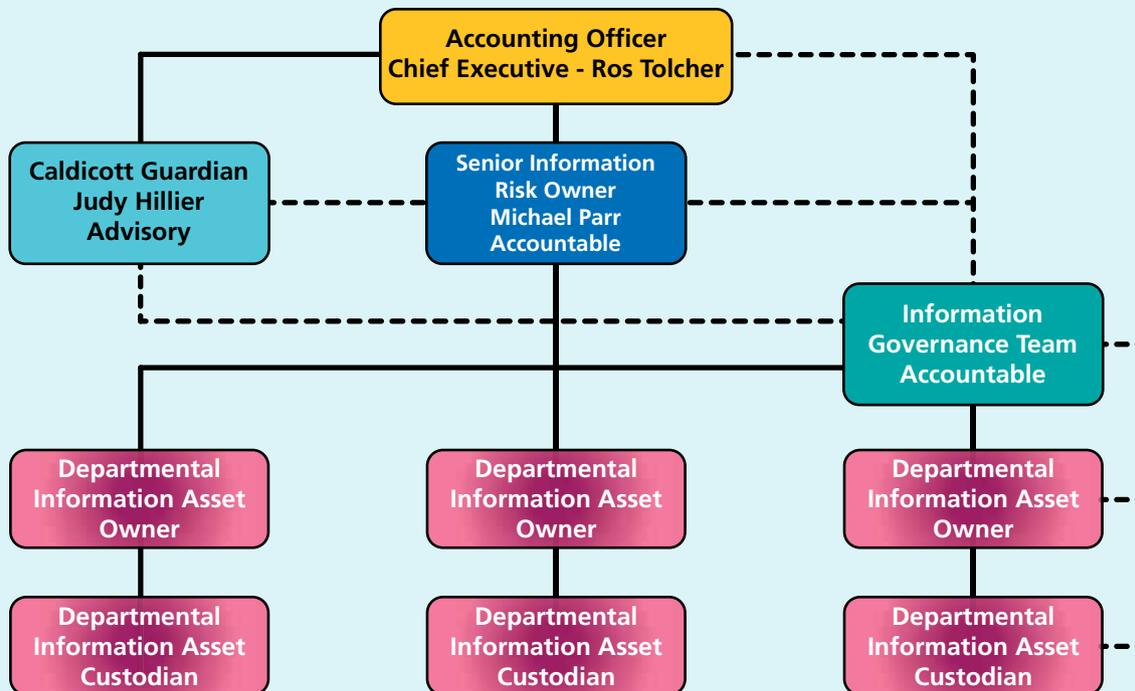 Accounting Officer
Chief Executive - Ros Tolcher
Caldicott Guardian
Judy Hillier
Advisory
Senior Information
Risk Owner
Michael Parr
Accountable
Information
Governance Team
Accountable
Departmental
Information Asset
Owner
Departmental
Information Asset
Owner
Departmental
Information Asset
Owner
Departmental
Information Asset
Custodian
Departmental
Information Asset
Custodian
Departmental
Information Asset
Custodian